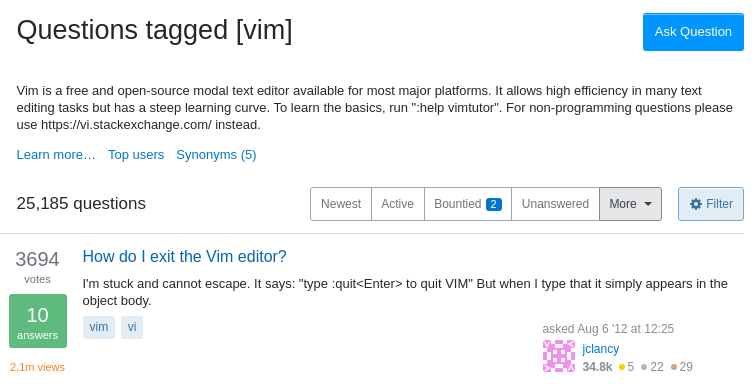 Questions tagged [vim]
Ask Question
Vim is a free and open-source modal text editor available for most major platforms. It allows high efficiency in many text
editing tasks but has a steep learning curve. To learn the basics, run ":help vimtutor". For non-programming questions please
use https://vi.stackexchange.com/ instead.
Learn more… Top users Synonyms (5)
25,185 questions
Newest Active Bountied 2 Unanswered More Filter
3694
votes
10
answers
2.1m views
How do I exit the Vim editor?
I'm stuck and cannot escape. It says: "type :quit<Enter> to quit VIM" But when I type that it simply appears in the
object body.
vim vi
asked Aug 6 '12 at 12:25
jclancy
34.8k 5 22 29